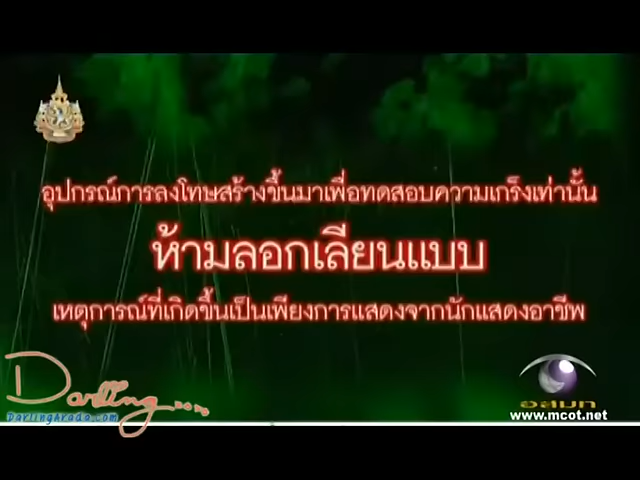 อุปกรณ์การลงโทษสร้างขึ้นมาเพื่อทดสอบความเกร็งเท่านั้น
ห้ามลอกเลียนแบบ
เหตุการณ์ที่เกิดขึ้นเป็นเพียงการแสดงจากนักแสดงอาชีพ
Darling....
DarlingArada.com
อสมท
www.mcot.net